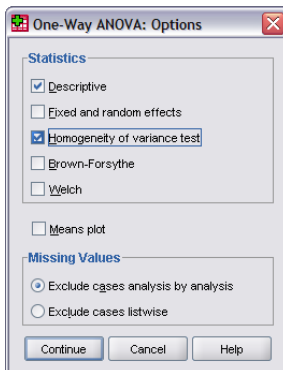 One-Way ANOVA: Options
Statistics
Descriptive
Fixed and random effects
Homogeneity of variance test
Brown-Forsythe
Welch
Means plot
Missing Values
Exclude cases analysis by analysis
Exclude cases listwise
Continue Cancel Help